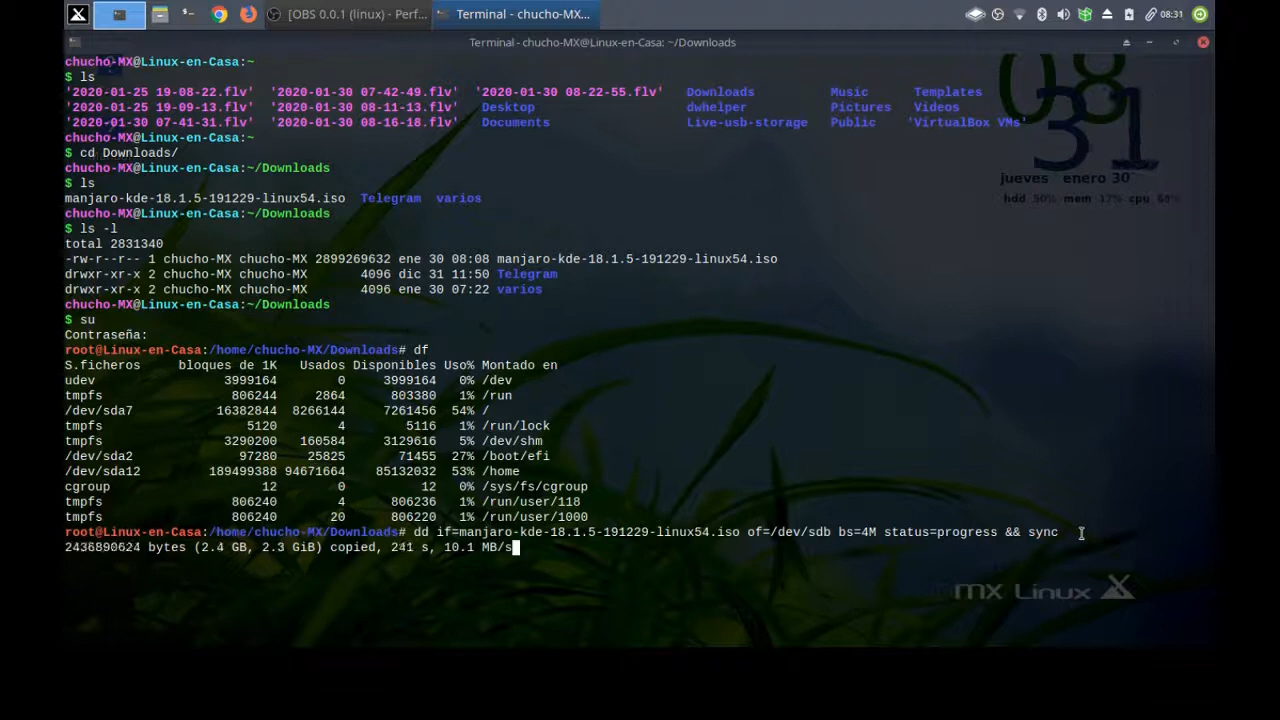 [OBS 0.0.1 (linux) - Perf... Terminal - chucho-MX... 08:31
Terminal - chucho-MX@Linux-en-Casa: ~/Downloads
chucho-MX@Linux-en-Casa:~
$ ls
'2020-01-25 19-08-22.flv' '2020-01-30 07-42-49.flv' '2020-01-30 08-22-55.flv' Downloads Music Templates
'2020-01-25 19-09-13.flv' '2020-01-30 08-11-13.flv' Desktop dwhelper Pictures Videos
'2020-01-30 07-41-31.flv' '2020-01-30 08-16-18.flv' Documents Live-usb-storage Public 'VirtualBox VMs'
chucho-MX@Linux-en-Casa:~
$ cd Downloads/
chucho-MX@Linux-en-Casa:~/Downloads
$ ls
manjaro-kde-18.1.5-191229-linux54.iso Telegram varios
chucho-MX@Linux-en-Casa:~/Downloads
$ ls -l
total 2831340
-rw-r--r-- 1 chucho-MX chucho-MX 2899269632 ene 30 08:08 manjaro-kde-18.1.5-191229-linux54.iso
drwxr-xr-x 2 chucho-MX chucho-MX 4096 dic 31 11:50 Telegram
drwxr-xr-x 2 chucho-MX chucho-MX 4096 ene 30 07:22 varios
chucho-MX@Linux-en-Casa:~/Downloads
$ su
Contraseña:
root@Linux-en-Casa:/home/chucho-MX/Downloads# df
S.ficheros bloques de 1K Usados Disponibles Uso% Montado en
udev 3999164 0 3999164 0% /dev
tmpfs 806244 2864 803380 1% /run
/dev/sda7 16382844 8266144 7261456 54% /
tmpfs 5120 4 5116 1% /run/lock
tmpfs 3290200 160584 3129616 5% /dev/shm
/dev/sda2 97280 25825 71455 27% /boot/efi
/dev/sda12 189499388 94671664 85132032 53% /home
cgroup 12 0 12 0% /sys/fs/cgroup
tmpfs 806240 4 806236 1% /run/user/118
tmpfs 806240 20 806220 1% /run/user/1000
root@Linux-en-Casa:/home/chucho-MX/Downloads# dd if=manjaro-kde-18.1.5-191229-linux54.iso of=/dev/sdb bs=4M status=progress && sync
2436890624 bytes (2.4 GB, 2.3 GiB) copied, 241 s, 10.1 MB/s
08
31
jueves enero 30
hdd 50% mem 17% cpu
mx Linux